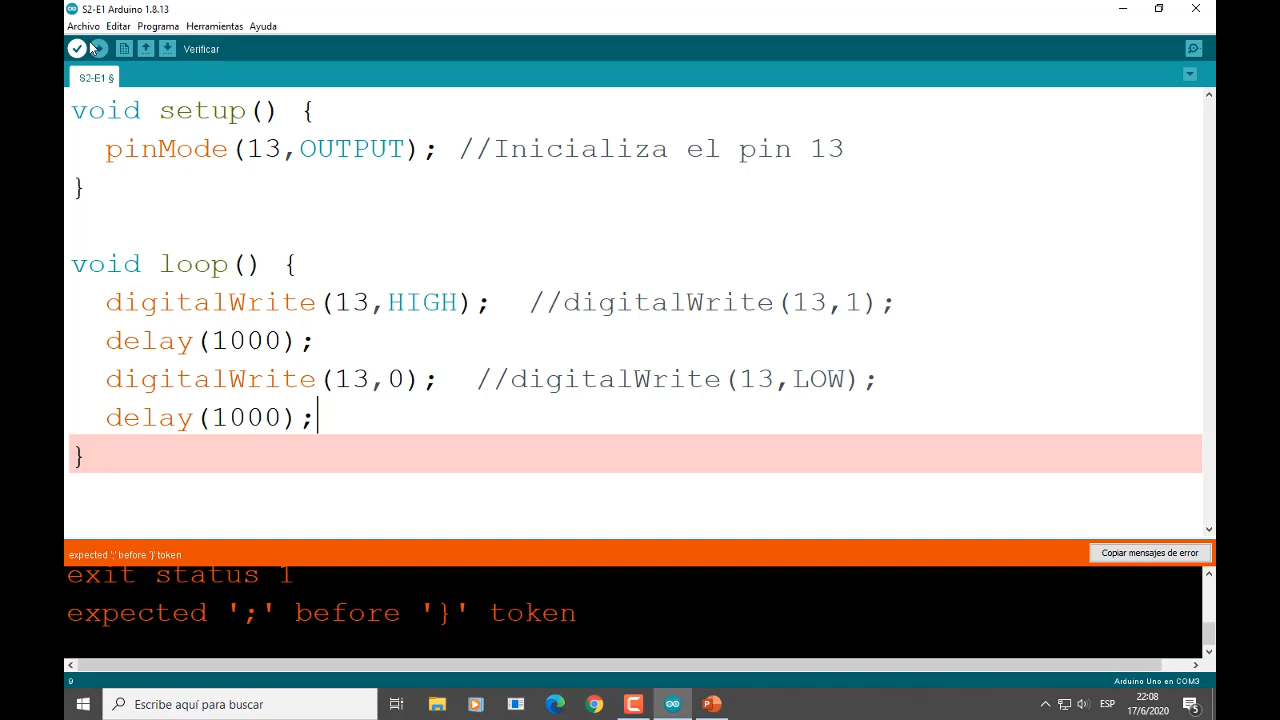 S2-E1 Arduino 1.8.13
Archivo Editar Programa Herramientas Ayuda
Verificar
S2-E1 §
void setup() {
  pinMode(13,OUTPUT); //Inicializa el pin 13
}
void loop() {
  digitalWrite(13,HIGH);  //digitalWrite(13,1);
  delay(1000);
  digitalWrite(13,0);  //digitalWrite(13,LOW);
  delay(1000);
}
expected ';' before '}' token
Copiar mensajes de error
exit status 1
expected ';' before '}' token
9
Arduino Uno en COM3
Escribe aquí para buscar
ESP
22:08
17/6/2020
5